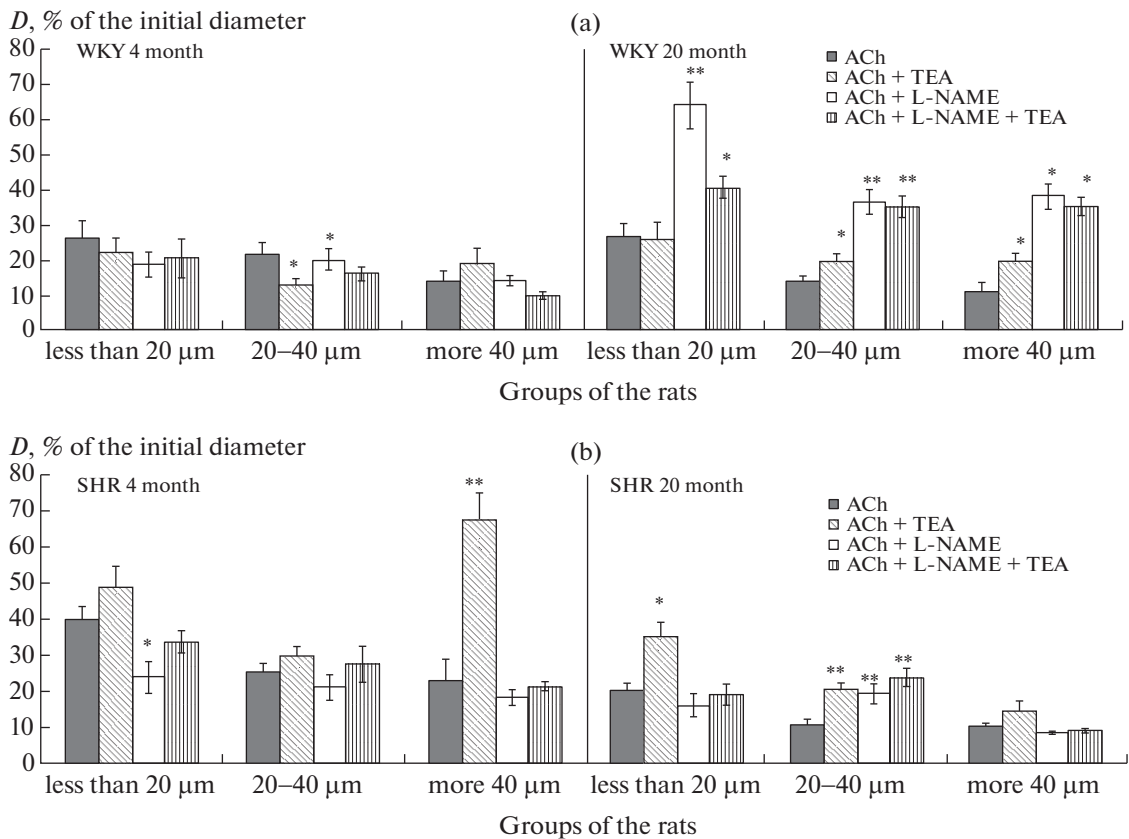 D, % of the initial diameter
(a)
80
70
60
50
40
30
20
10
0
WKY 4 month
WKY 20 month
ACh
ACh + TEA
ACh + L-NAME
ACh + L-NAME + TEA
* * ** * * ** ** * * *
less than 20 μm 20–40 μm more 40 μm less than 20 μm 20–40 μm more 40 μm
Groups of the rats
D, % of the initial diameter
(b)
80
70
60
50
40
30
20
10
0
SHR 4 month
SHR 20 month
ACh
ACh + TEA
ACh + L-NAME
ACh + L-NAME + TEA
* ** * ** ** **
less than 20 μm 20–40 μm more 40 μm less than 20 μm 20–40 μm more 40 μm
Groups of the rats